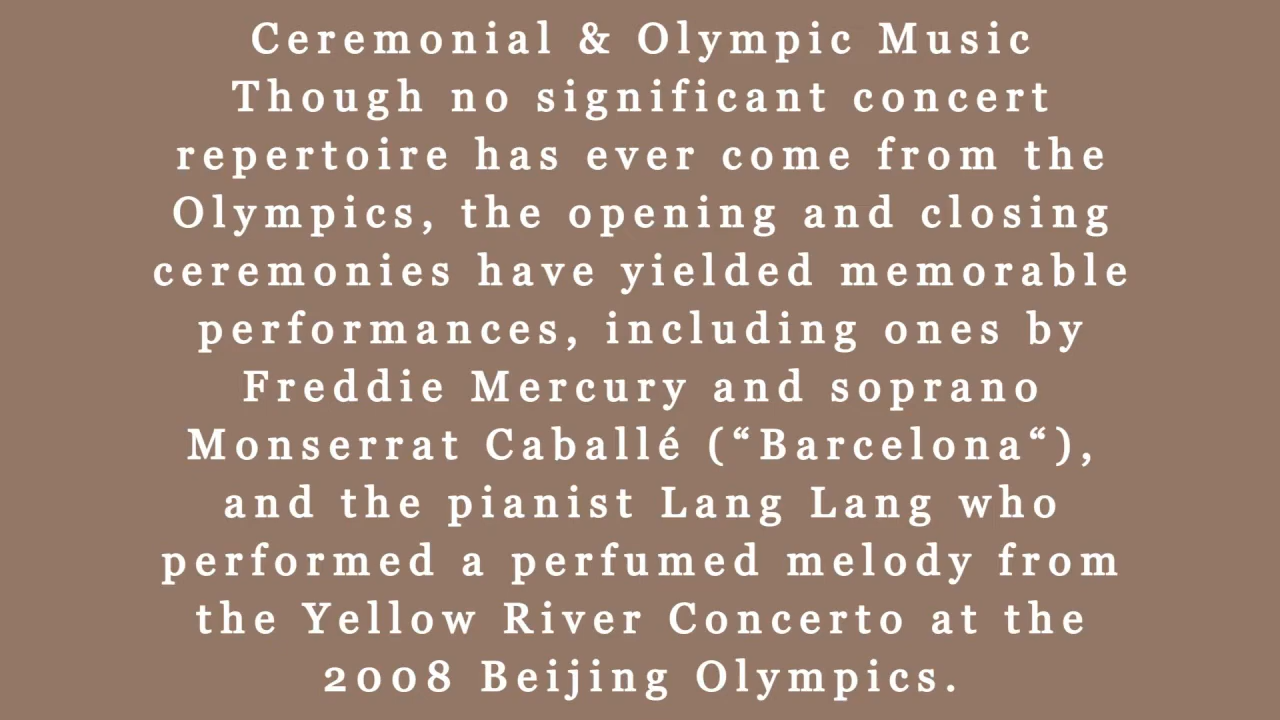 Ceremonial & Olympic Music
Though no significant concert
repertoire has ever come from the
Olympics, the opening and closing
ceremonies have yielded memorable
performances, including ones by
Freddie Mercury and soprano
Monserrat Caballé (“Barcelona“),
and the pianist Lang Lang who
performed a perfumed melody from
the Yellow River Concerto at the
2008 Beijing Olympics.